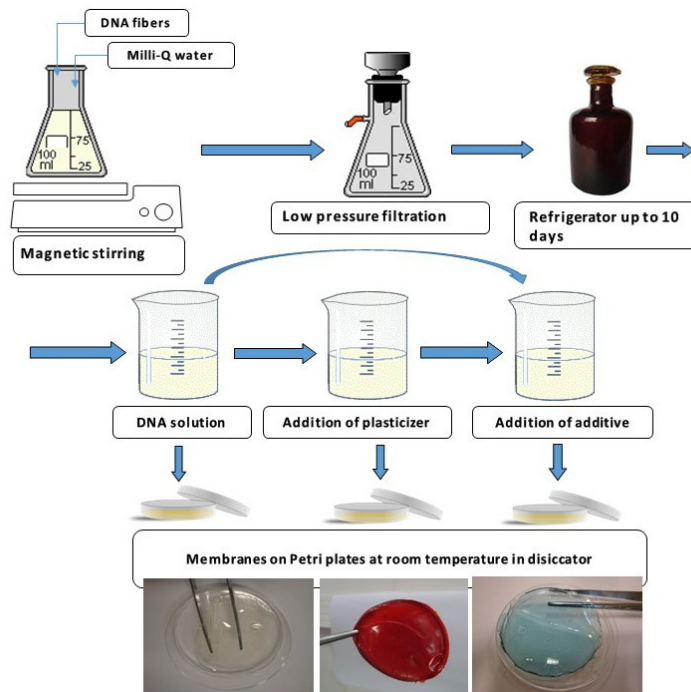 DNA fibers
Milli-Q water
75
100
ml
25
75
100
ml
25
Magnetic stirring
Low pressure filtration
Refrigerator up to 10
days
DNA solution
Addition of plasticizer
Addition of additive
Membranes on Petri plates at room temperature in disiccator